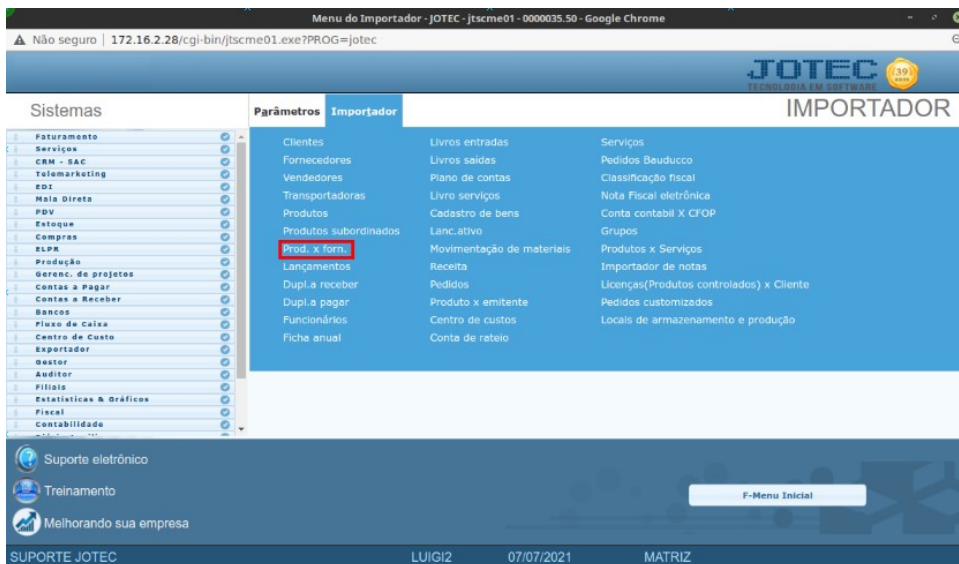 Menu do Importador - JOTEC - jtscme01 - 0000035.50 - Google Chrome
Não seguro | 172.16.2.28/cgi-bin/jtscme01.exe?PROG=jotec
JOTEC
39
anos
TECNOLOGIA EM SOFTWARE
Sistemas
Parâmetros Importador
IMPORTADOR
Faturamento
Serviços
CRM - SAC
Telemarketing
EDI
Mala Direta
PDV
Estoque
Compras
ELPR
Produção
Gerenc. de projetos
Contas a Pagar
Contas a Receber
Bancos
Fluxo de Caixa
Centro de Custo
Exportador
Gestor
Auditor
Filiais
Estatísticas & Gráficos
Fiscal
Contabilidade
Clientes
Fornecedores
Vendedores
Transportadoras
Produtos
Produtos subordinados
Prod. x forn.
Lançamentos
Dupl.a receber
Dupl.a pagar
Funcionários
Ficha anual
Livros entradas
Livros saidas
Plano de contas
Livro serviços
Cadastro de bens
Lanc.ativo
Movimentação de materiais
Receita
Pedidos
Produto x emitente
Centro de custos
Conta de rateio
Serviços
Pedidos Bauducco
Classificação fiscal
Nota Fiscal eletrônica
Conta contabil X CFOP
Grupos
Produtos x Serviços
Importador de notas
Licenças(Produtos controlados) x Cliente
Pedidos customizados
Locais de armazenamento e produção
Suporte eletrônico
Treinamento
Melhorando sua empresa
F-Menu Inicial
SUPORTE JOTEC LUIGI2 07/07/2021 MATRIZ